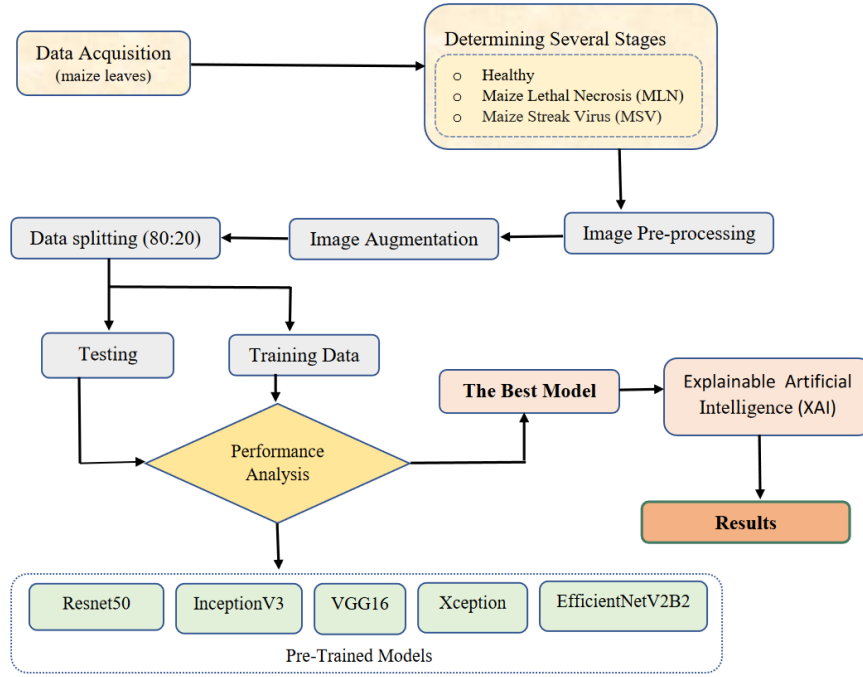 Data Acquisition
(maize leaves)
Determining Several Stages
o Healthy
o Maize Lethal Necrosis (MLN)
o Maize Streak Virus (MSV)
Data splitting (80:20)
Image Augmentation
Image Pre-processing
Testing
Training Data
The Best Model
Explainable Artificial
Intelligence (XAI)
Performance
Analysis
Results
Resnet50
InceptionV3
VGG16
Xception
EfficientNetV2B2
Pre-Trained Models